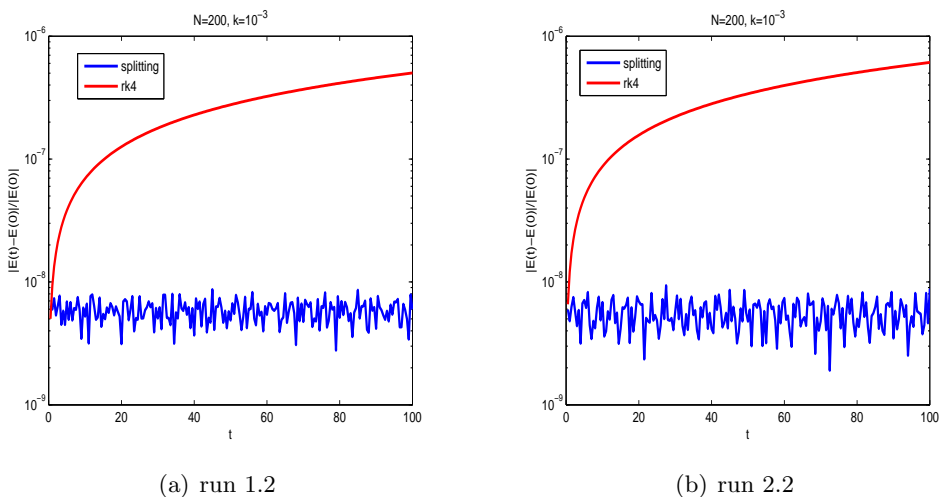 N=200, k=10⁻³
10⁻⁶
10⁻⁷
10⁻⁸
10⁻⁹
|E(t)−E(0)|/|E(0)|
splitting
rk4
0 20 40 60 80 100
t
(a) run 1.2
N=200, k=10⁻³
10⁻⁶
10⁻⁷
10⁻⁸
10⁻⁹
|E(t)−E(0)|/|E(0)|
splitting
rk4
0 20 40 60 80 100
t
(b) run 2.2